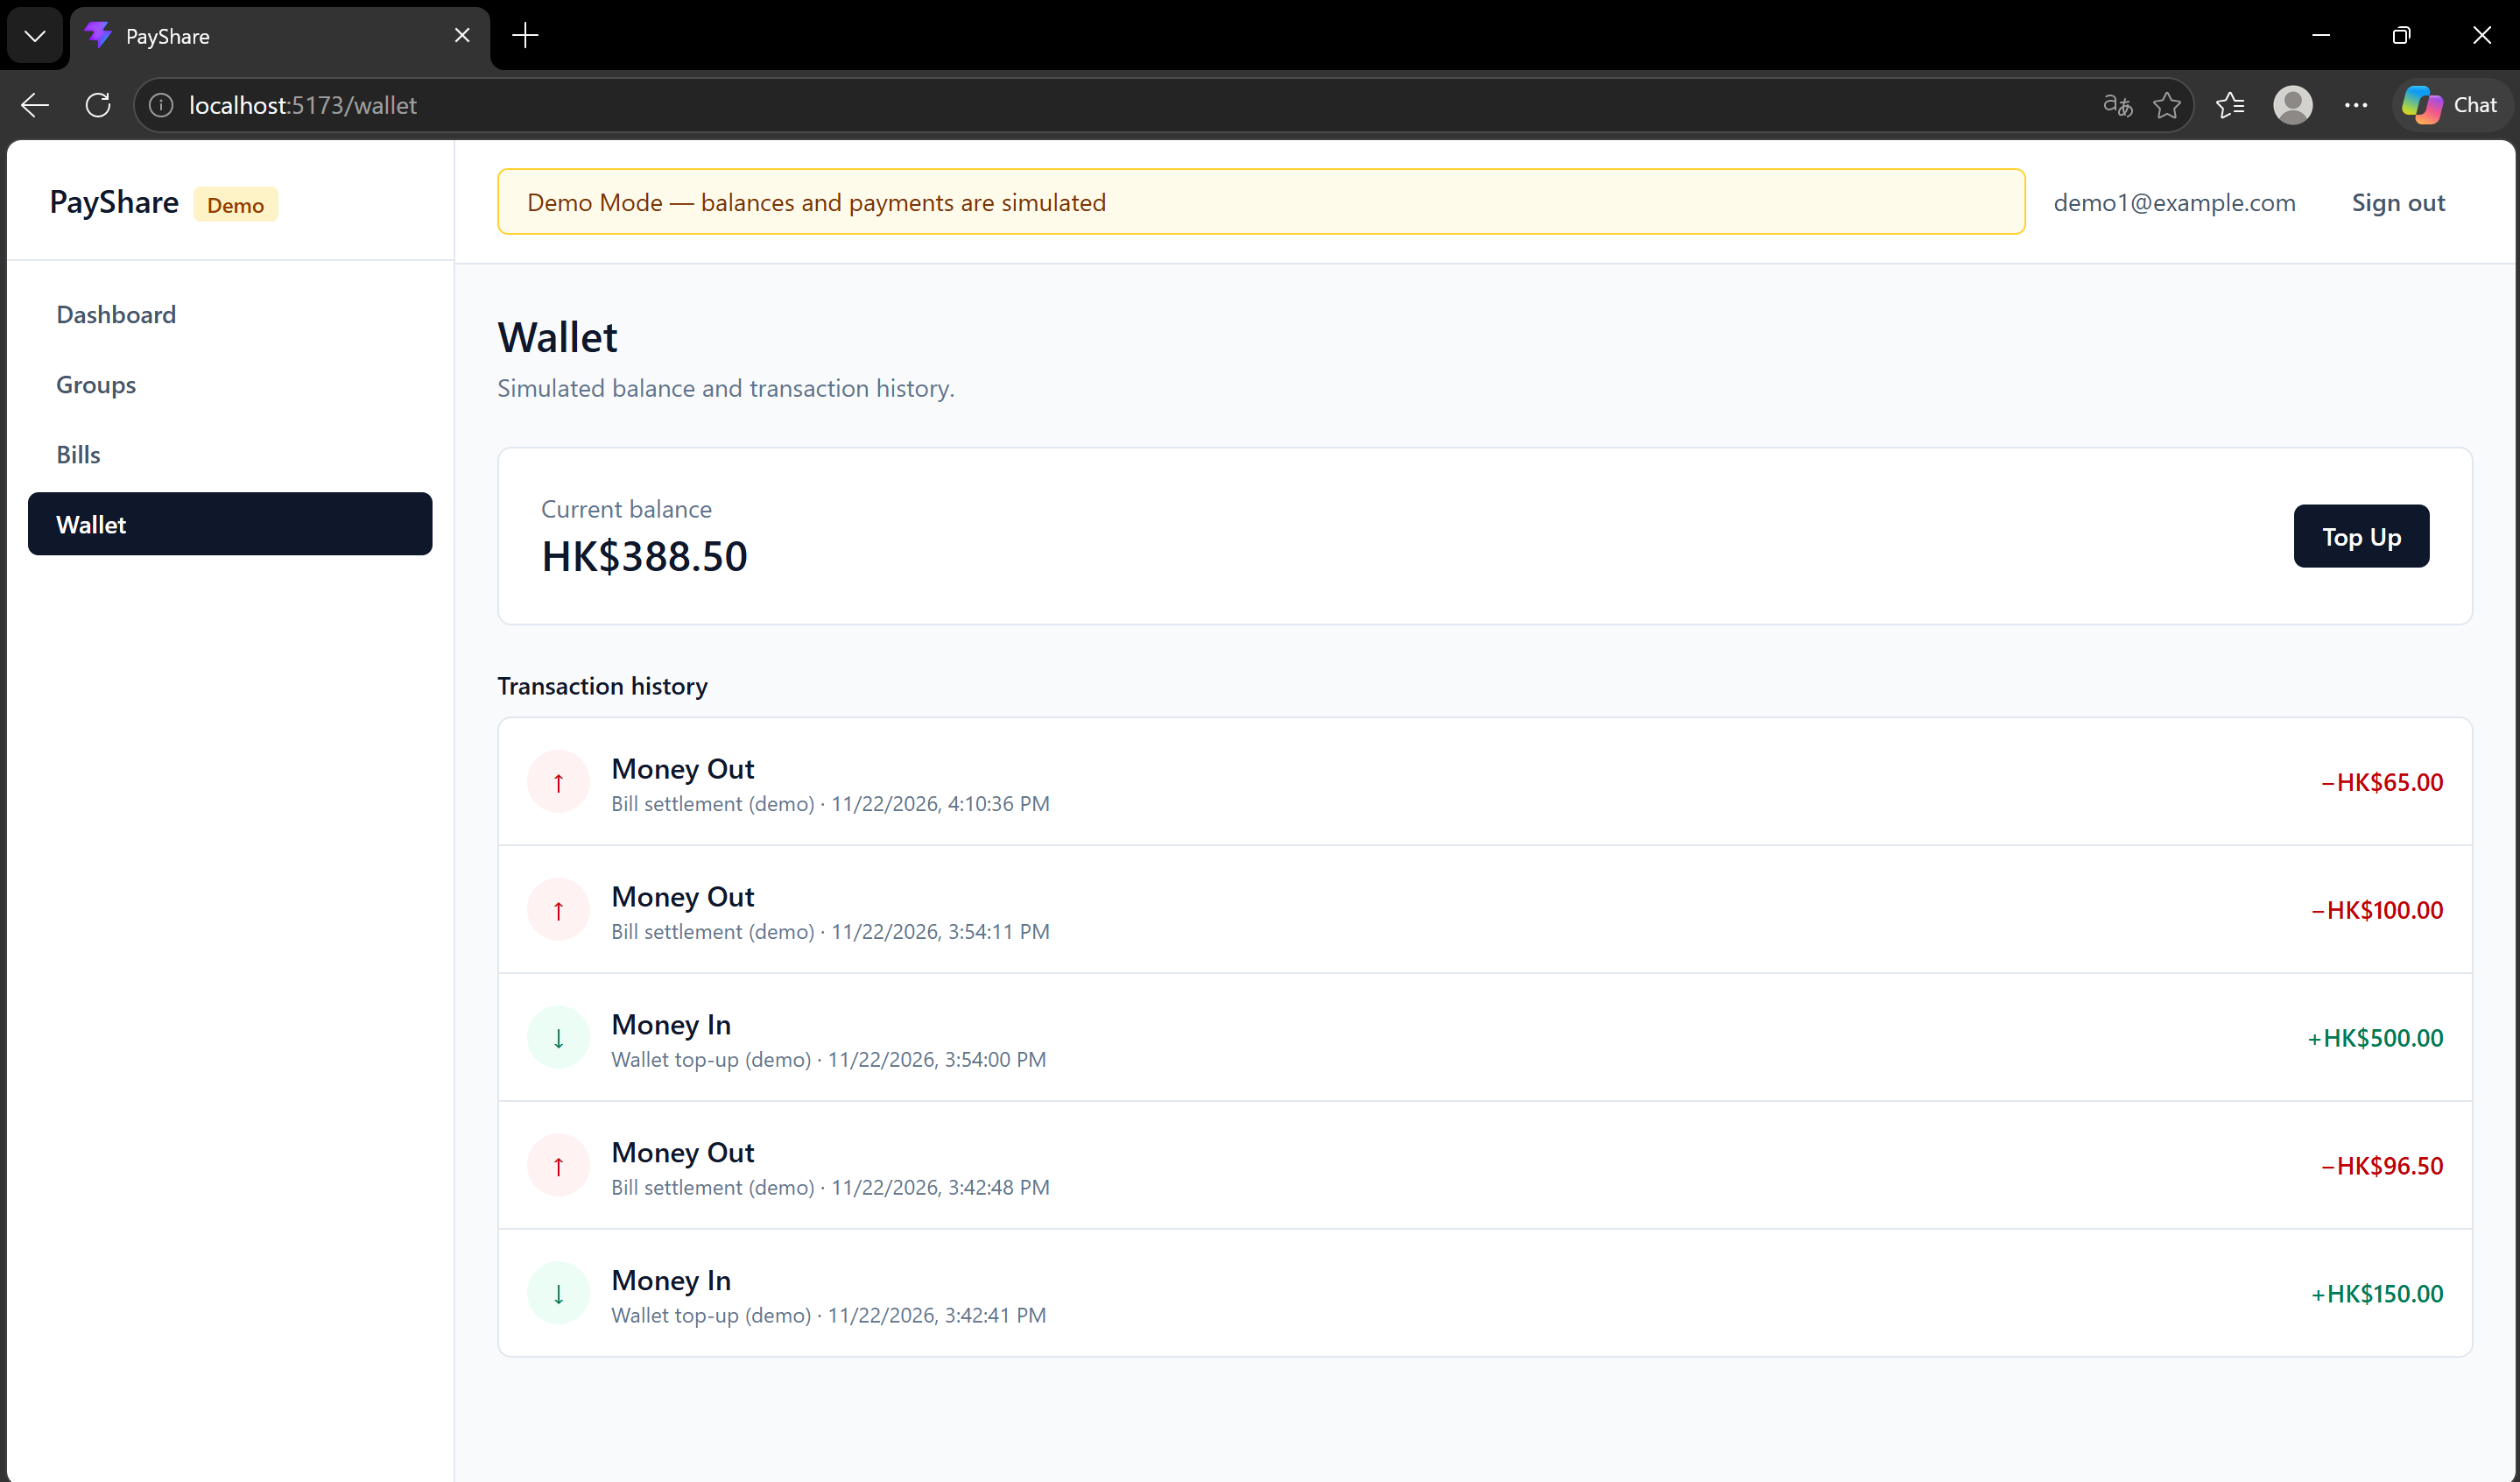 PayShare
localhost:5173/wallet
Chat
PayShare Demo
Demo Mode — balances and payments are simulated
demo1@example.com
Sign out
Dashboard
Groups
Bills
Wallet
Wallet
Simulated balance and transaction history.
Current balance
HK$388.50
Top Up
Transaction history
Money Out
Bill settlement (demo) · 11/22/2026, 4:10:36 PM
−HK$65.00
Money Out
Bill settlement (demo) · 11/22/2026, 3:54:11 PM
−HK$100.00
Money In
Wallet top-up (demo) · 11/22/2026, 3:54:00 PM
+HK$500.00
Money Out
Bill settlement (demo) · 11/22/2026, 3:42:48 PM
−HK$96.50
Money In
Wallet top-up (demo) · 11/22/2026, 3:42:41 PM
+HK$150.00